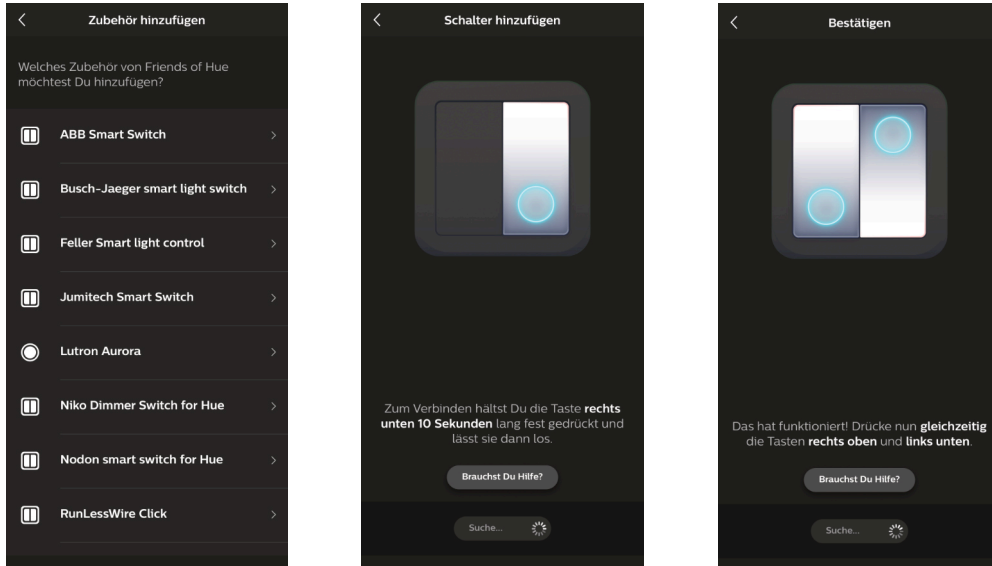 Zubehör hinzufügen
Welches Zubehör von Friends of Hue
möchtest Du hinzufügen?
ABB Smart Switch
Busch-Jaeger smart light switch
Feller Smart light control
Jumitech Smart Switch
Lutron Aurora
Niko Dimmer Switch for Hue
Nodon smart switch for Hue
RunLessWire Click
Schalter hinzufügen
Zum Verbinden hältst Du die Taste rechts
unten 10 Sekunden lang fest gedrückt und
lässt sie dann los.
Brauchst Du Hilfe?
Suche...
Bestätigen
Das hat funktioniert! Drücke nun gleichzeitig
die Tasten rechts oben und links unten.
Brauchst Du Hilfe?
Suche...